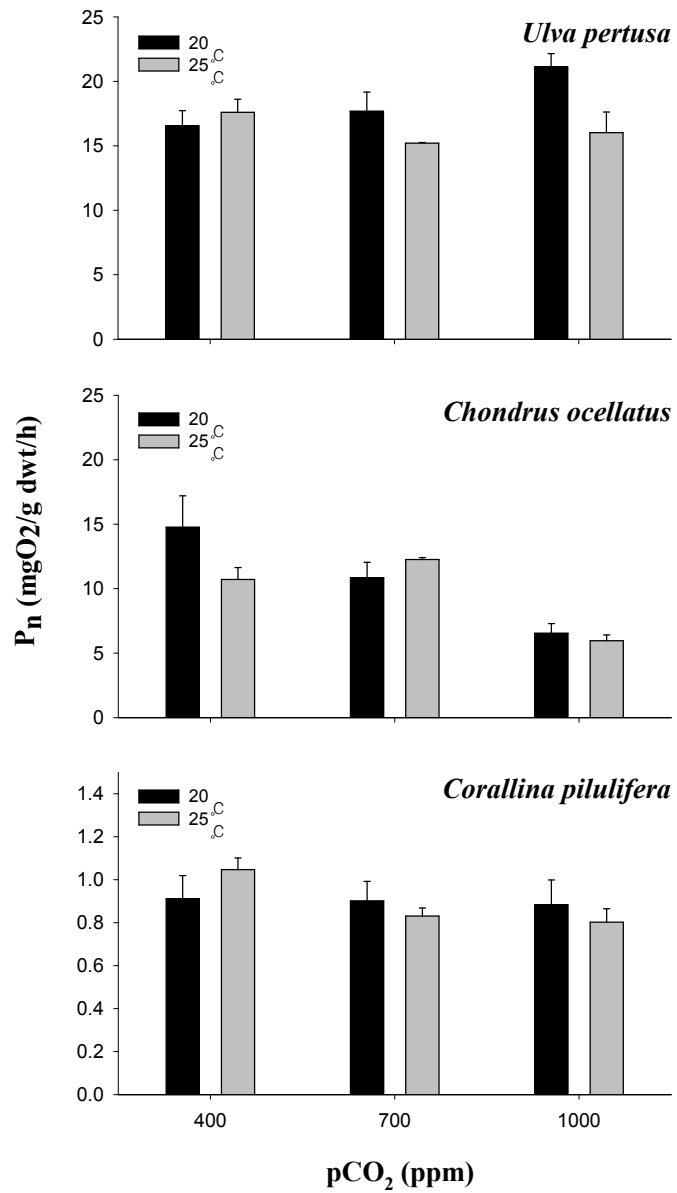 Ulva pertusa
20 °C
25 °C
25
20
15
10
5
0
Chondrus ocellatus
20 °C
25 °C
25
20
15
10
5
0
Pn (mgO2/g dwt/h)
Corallina pilulifera
20 °C
25 °C
1.4
1.2
1.0
0.8
0.6
0.4
0.2
0.0
400 700 1000
pCO₂ (ppm)